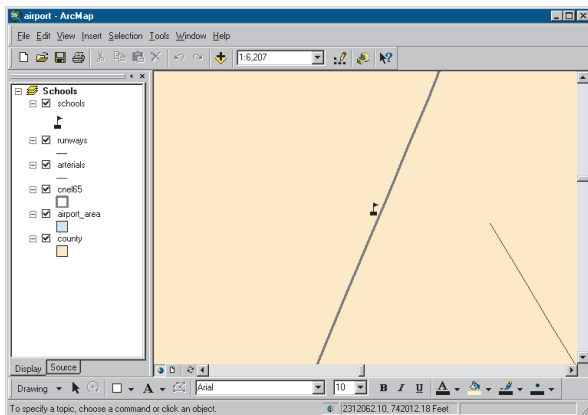 airport - ArcMap
File Edit View Insert Selection Tools Window Help
1:6,207
Schools
schools
runways
arterials
cnel65
airport_area
county
Display Source
Drawing A Arial 10 B I U A
To specify a topic, choose a command or click an object. 2312062.10, 742012.18 Feet